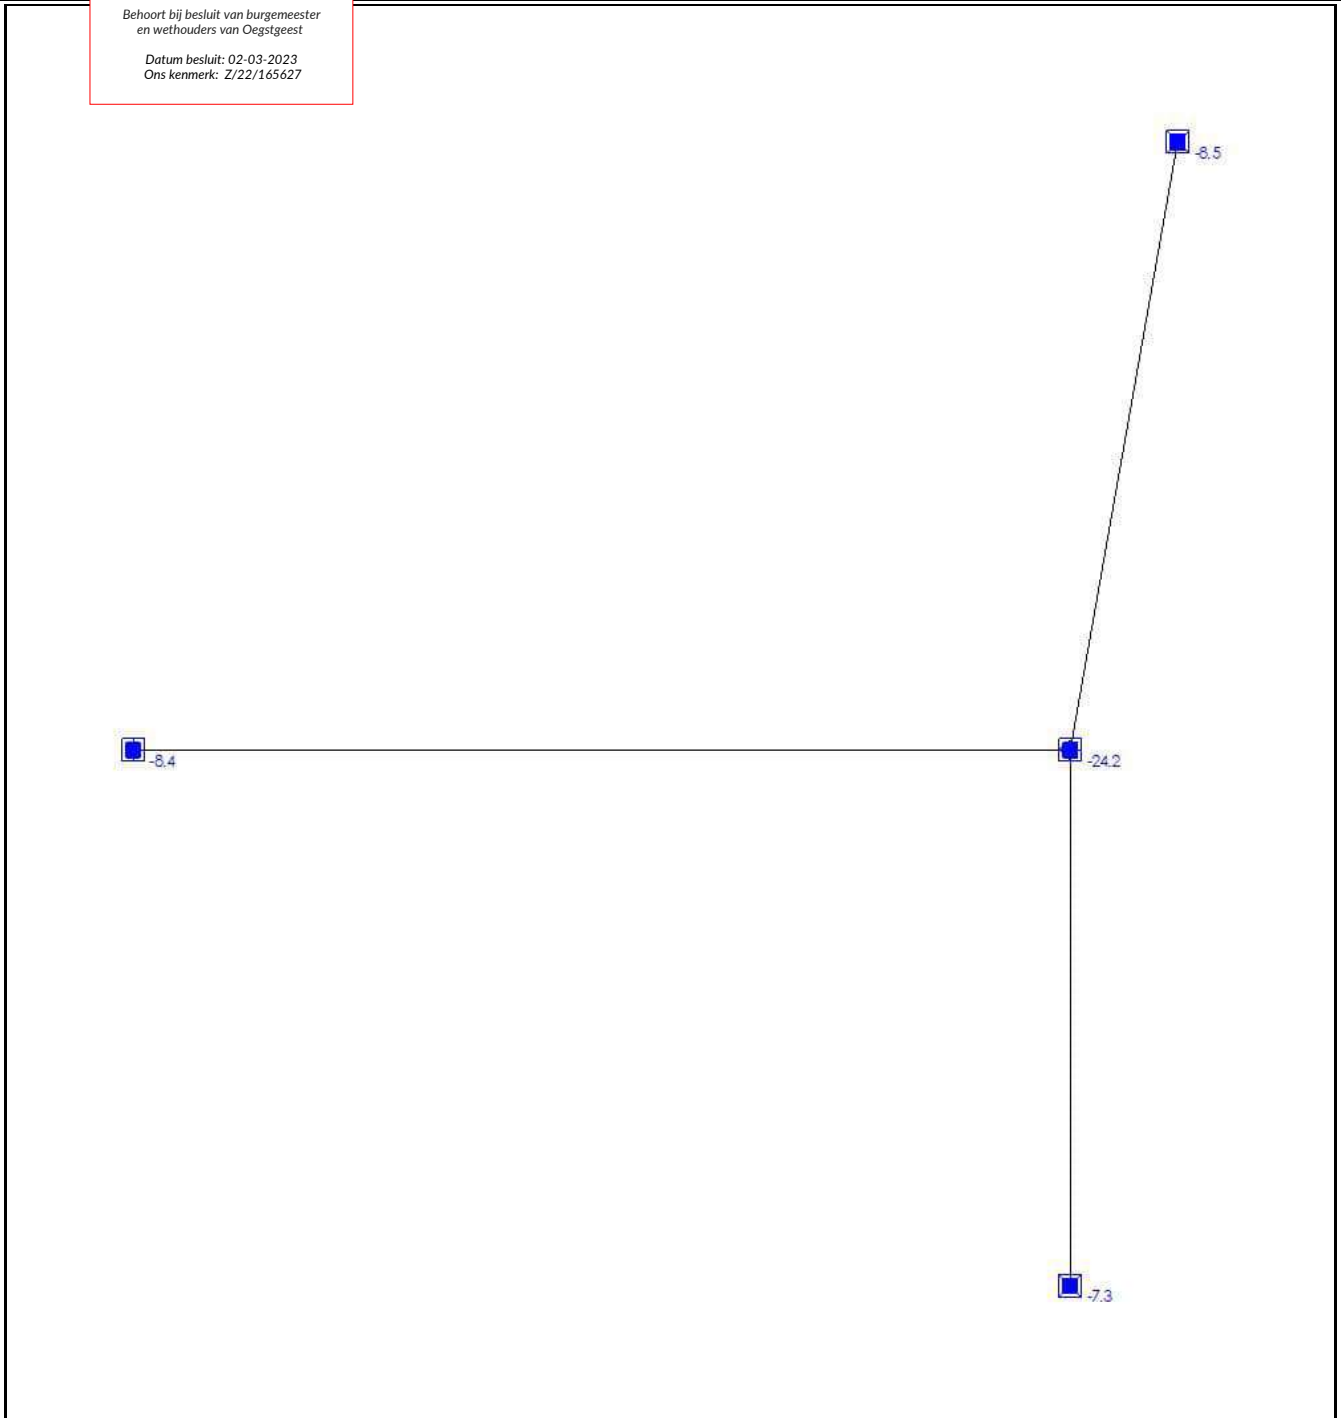 Behoort bij besluit van burgemeester
en wethouders van Oegstgeest
Datum besluit: 02-03-2023
Ons kenmerk: Z/22/165627
-8.5
-8.4
-24.2
-7.3